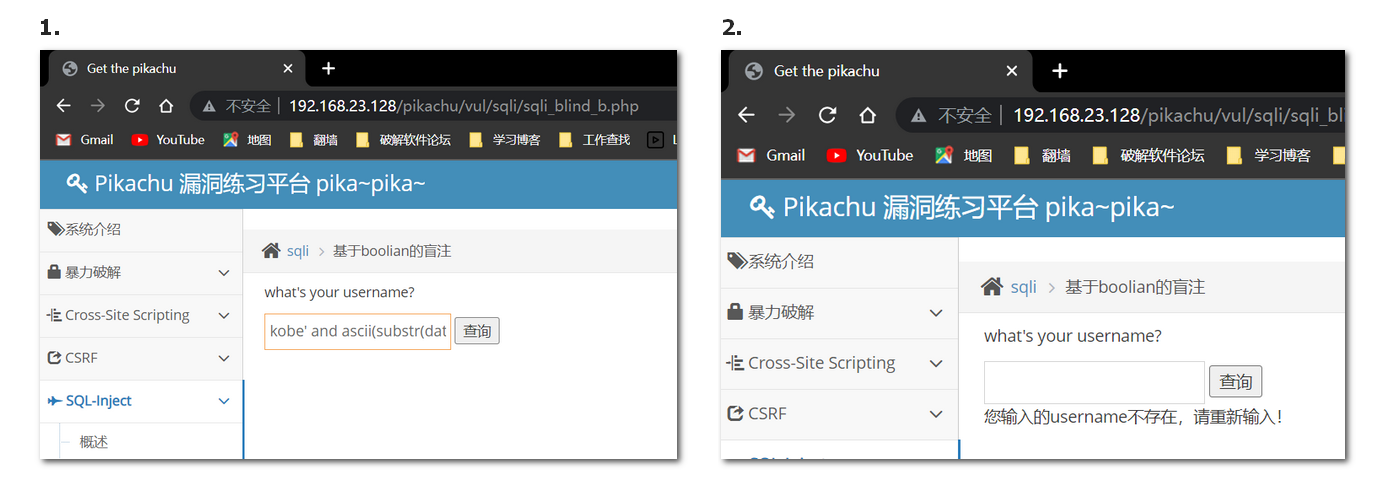 1.
Get the pikachu
不安全 | 192.168.23.128/pikachu/vul/sqli/sqli_blind_b.php
Gmail YouTube 地图 翻墙 破解软件论坛 学习博客 工作查找
Pikachu 漏洞练习平台 pika~pika~
系统介绍
sqli > 基于boolian的盲注
暴力破解
what's your username?
Cross-Site Scripting
kobe' and ascii(substr(dat 查询
CSRF
SQL-Inject
概述
2.
Get the pikachu
不安全 | 192.168.23.128/pikachu/vul/sqli/sqli_bl
Gmail YouTube 地图 翻墙 破解软件论坛 学习博客
Pikachu 漏洞练习平台 pika~pika~
系统介绍
sqli > 基于boolian的盲注
暴力破解
what's your username?
Cross-Site Scripting
查询
CSRF
您输入的username不存在，请重新输入！